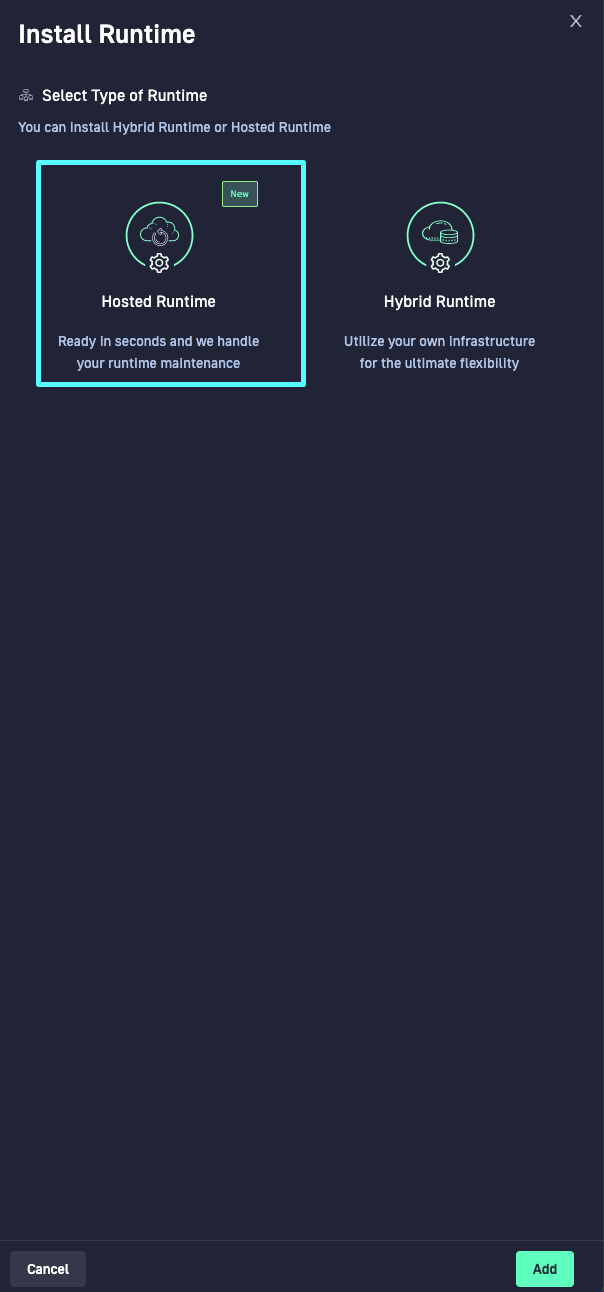 Install Runtime
X
Select Type of Runtime
You can install Hybrid Runtime or Hosted Runtime
New
Hosted Runtime
Ready in seconds and we handle
your runtime maintenance
Hybrid Runtime
Utilize your own infrastructure
for the ultimate flexibility
Cancel
Add